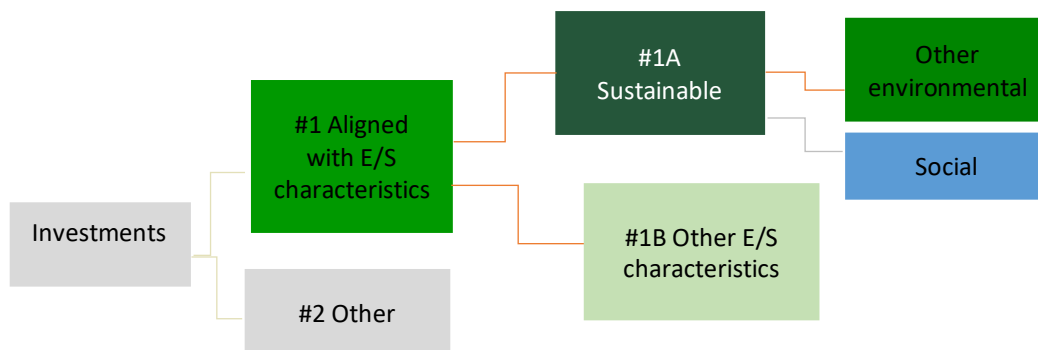 Investments
#1 Aligned
with E/S
characteristics
#2 Other
#1A
Sustainable
#1B Other E/S
characteristics
Other
environmental
Social